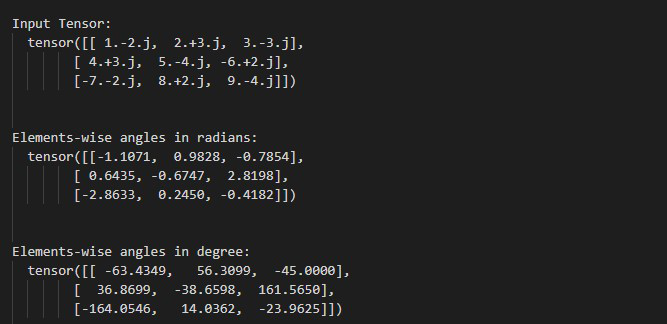 Input Tensor:
tensor([[ 1.-2.j,  2.+3.j,  3.-3.j],
[ 4.+3.j,  5.-4.j, -6.+2.j],
[-7.-2.j,  8.+2.j,  9.-4.j]])
Elements-wise angles in radians:
tensor([[-1.1071,  0.9828, -0.7854],
[ 0.6435, -0.6747,  2.8198],
[-2.8633,  0.2450, -0.4182]])
Elements-wise angles in degree:
tensor([[ -63.4349,   56.3099,  -45.0000],
[  36.8699,  -38.6598,  161.5650],
[-164.0546,   14.0362,  -23.9625]])